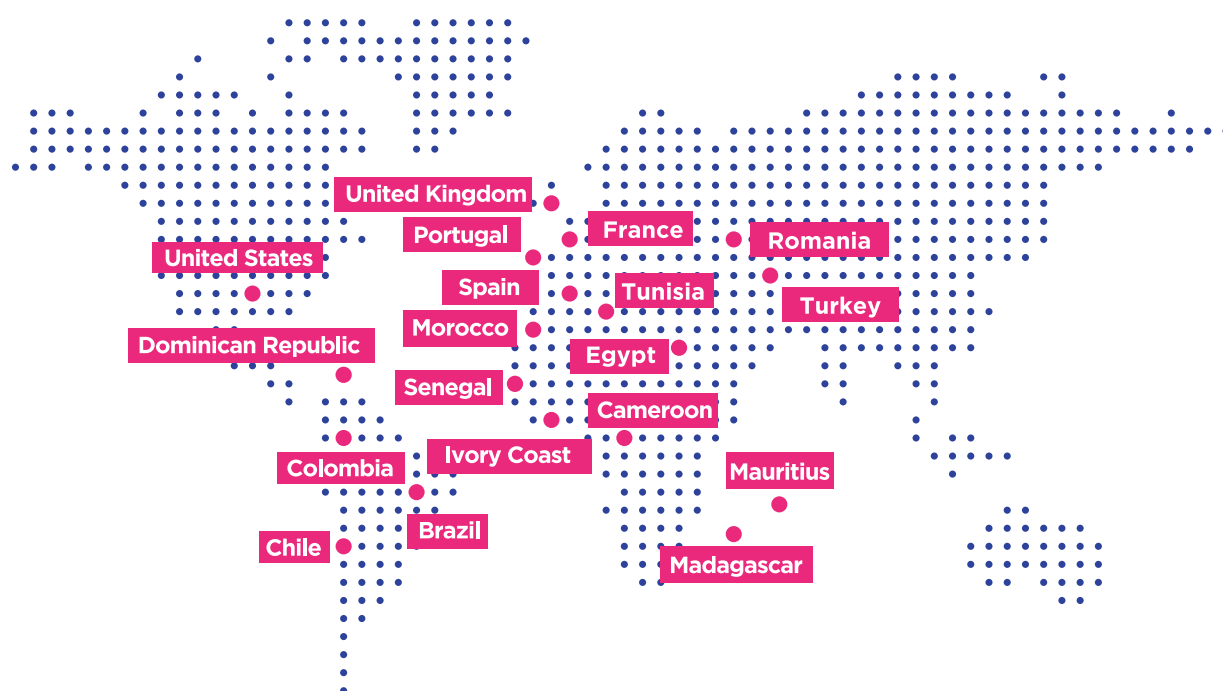 United Kingdom
France
Portugal
Romania
United States
Spain
Tunisia
Turkey
Morocco
Dominican Republic
Egypt
Senegal
Cameroon
Ivory Coast
Colombia
Mauritius
Brazil
Chile
Madagascar